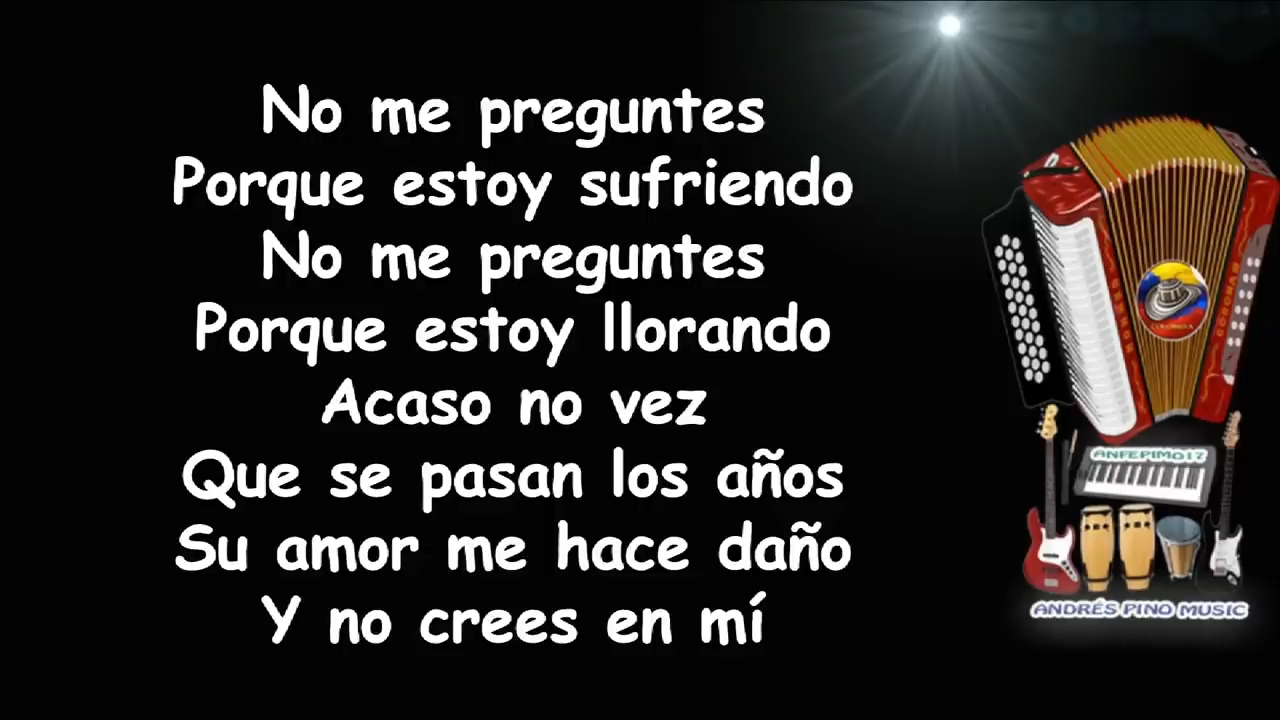 No me preguntes
Porque estoy sufriendo
No me preguntes
Porque estoy llorando
Acaso no vez
Que se pasan los años
Su amor me hace daño
Y no crees en mí
COLOMBIA
ANFEPIMO17
ANDRÉS PINO MUSIC